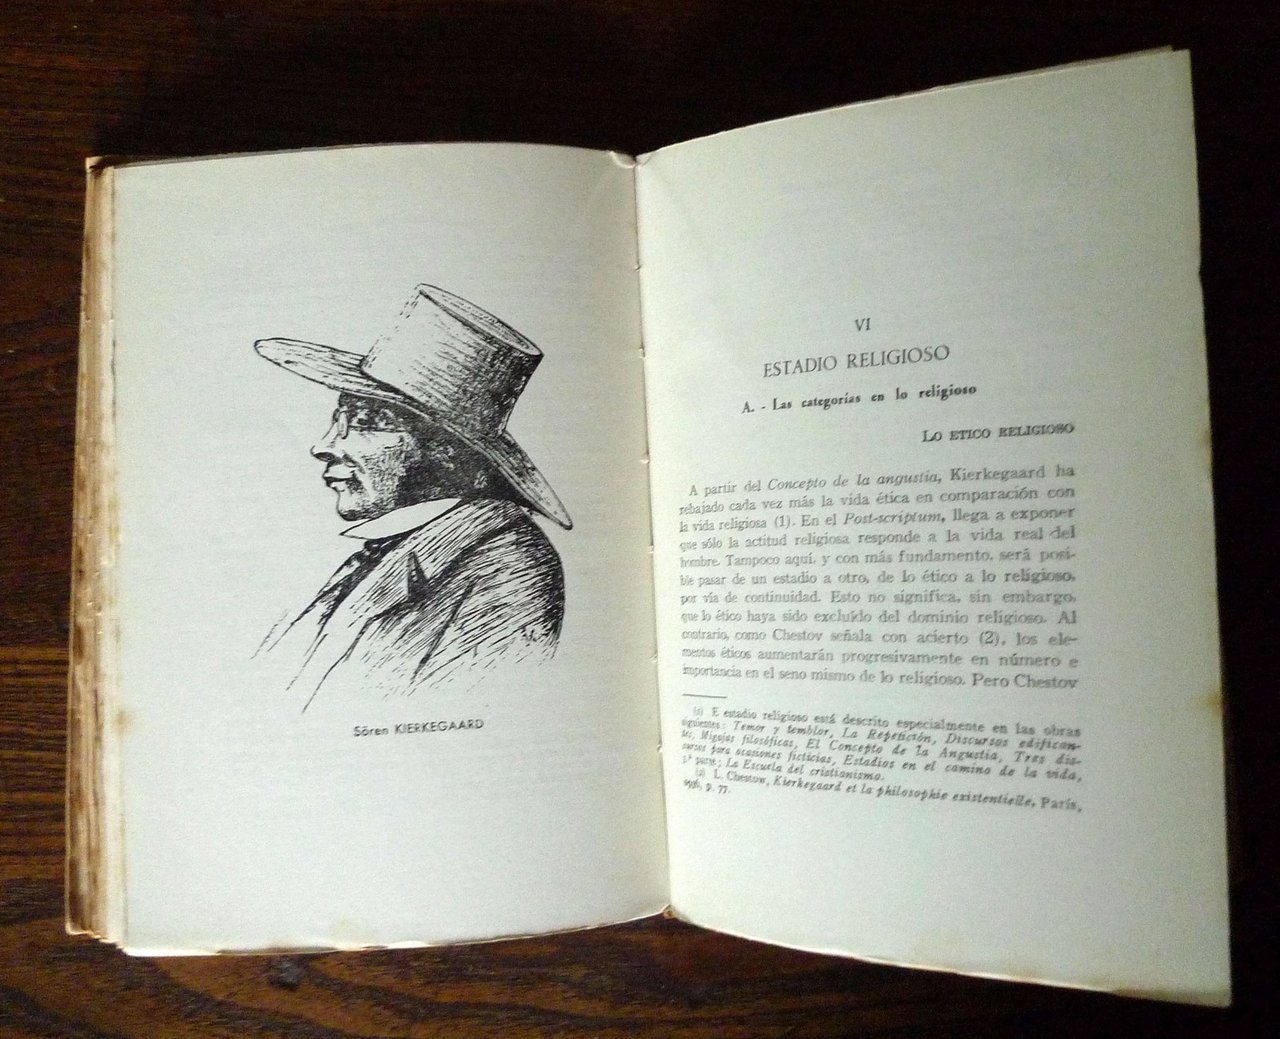 Sören KIERKEGAARD
VI
ESTADIO RELIGIOSO
A. - Las categorías en lo religioso
LO ETICO RELIGIOSO
A partir del Concepto de la angustia, Kierkegaard ha
rebajado cada vez más la vida ética en comparación con
la vida religiosa (1). En el Post-scriptum, llega a exponer
que sólo la actitud religiosa responde a la vida real del
hombre. Tampoco aquí, y con más fundamento, será posi-
ble pasar de un estadio a otro, de lo ético a lo religioso,
por vía de continuidad. Esto no significa, sin embargo,
que lo ético haya sido excluído del dominio religioso. Al
contrario, como Chestov señala con acierto (2), los ele-
mentos éticos aumentarán progresivamente en número e
importancia en el seno mismo de lo religioso. Pero Chestov
(1) E estadio religioso está descrito especialmente en las obras
siguientes: Temor y temblor, La Repetición, Discursos edifican-
tes, Migajas filosóficas, El Concepto de la Angustia, Tres dis-
cursos para ocasiones ficticias, Estadios en el camino de la vida,
3.ª parte; La Escuela del cristianismo.
(2) L. Chestow, Kierkegaard et la philosophie existentielle, París,
1936, p. 77.